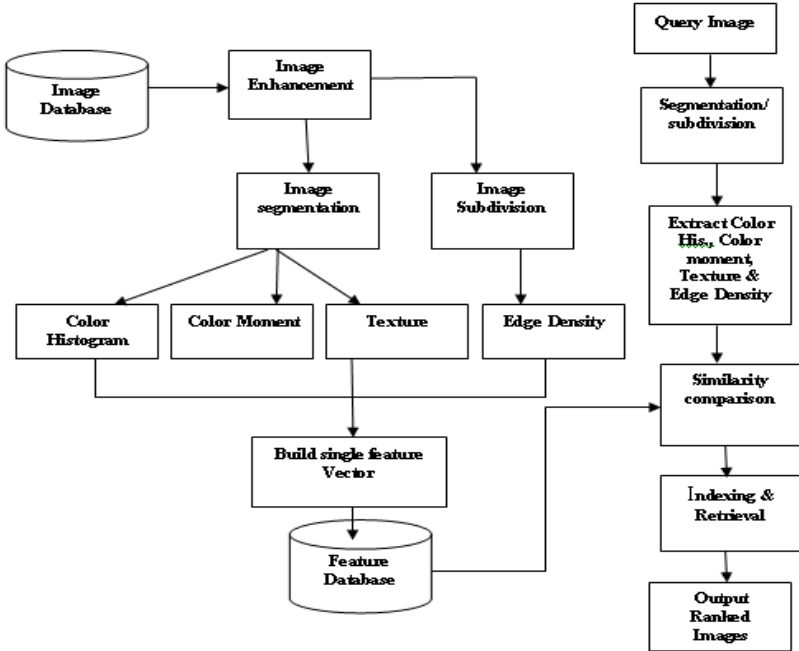 Image
Database
Image
Enhancement
Image
segmentation
Image
Subdivision
Color
Histogram
Color Moment
Texture
Edge Density
Build single feature
Vector
Feature
Database
Query Image
Segmentation/
subdivision
Extract Color
His., Color
moment,
Texture &
Edge Density
Similarity
comparison
Indexing &
Retrieval
Output
Ranked
Images